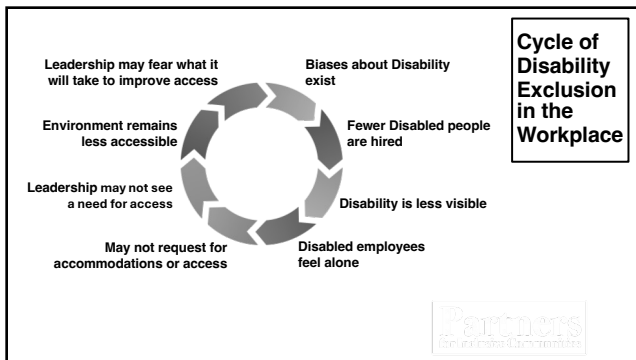 Cycle of
Disability
Exclusion
in the
Workplace
Biases about Disability
exist
Fewer Disabled people
are hired
Disability is less visible
Disabled employees
feel alone
May not request for
accommodations or access
Leadership may not see
a need for access
Environment remains
less accessible
Leadership may fear what it
will take to improve access
Partners